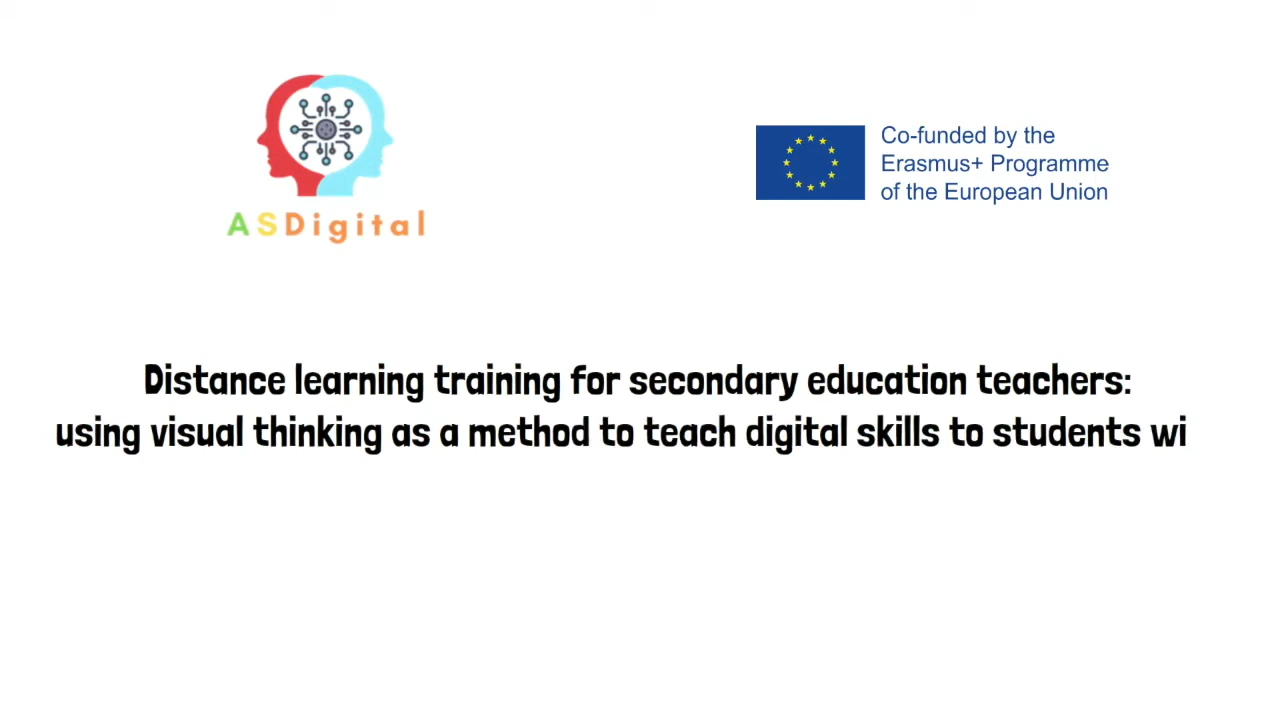 ASDigital
Co-funded by the
Erasmus+ Programme
of the European Union
Distance learning training for secondary education teachers:
using visual thinking as a method to teach digital skills to students wi